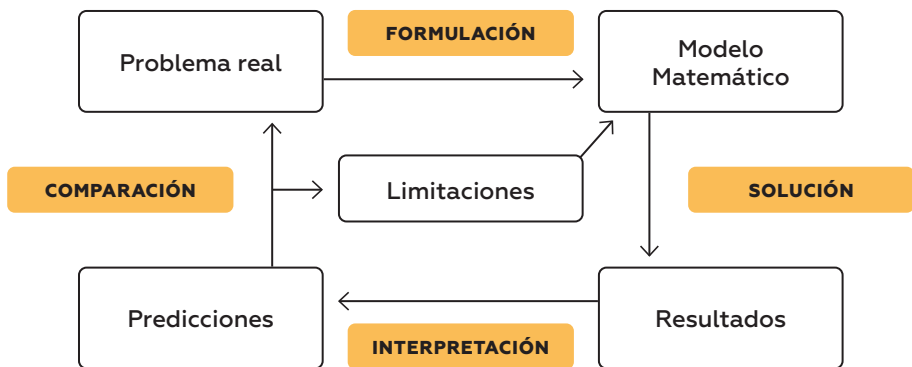 FORMULACIÓN
Problema real
Modelo
Matemático
COMPARACIÓN
Limitaciones
SOLUCIÓN
Predicciones
Resultados
INTERPRETACIÓN